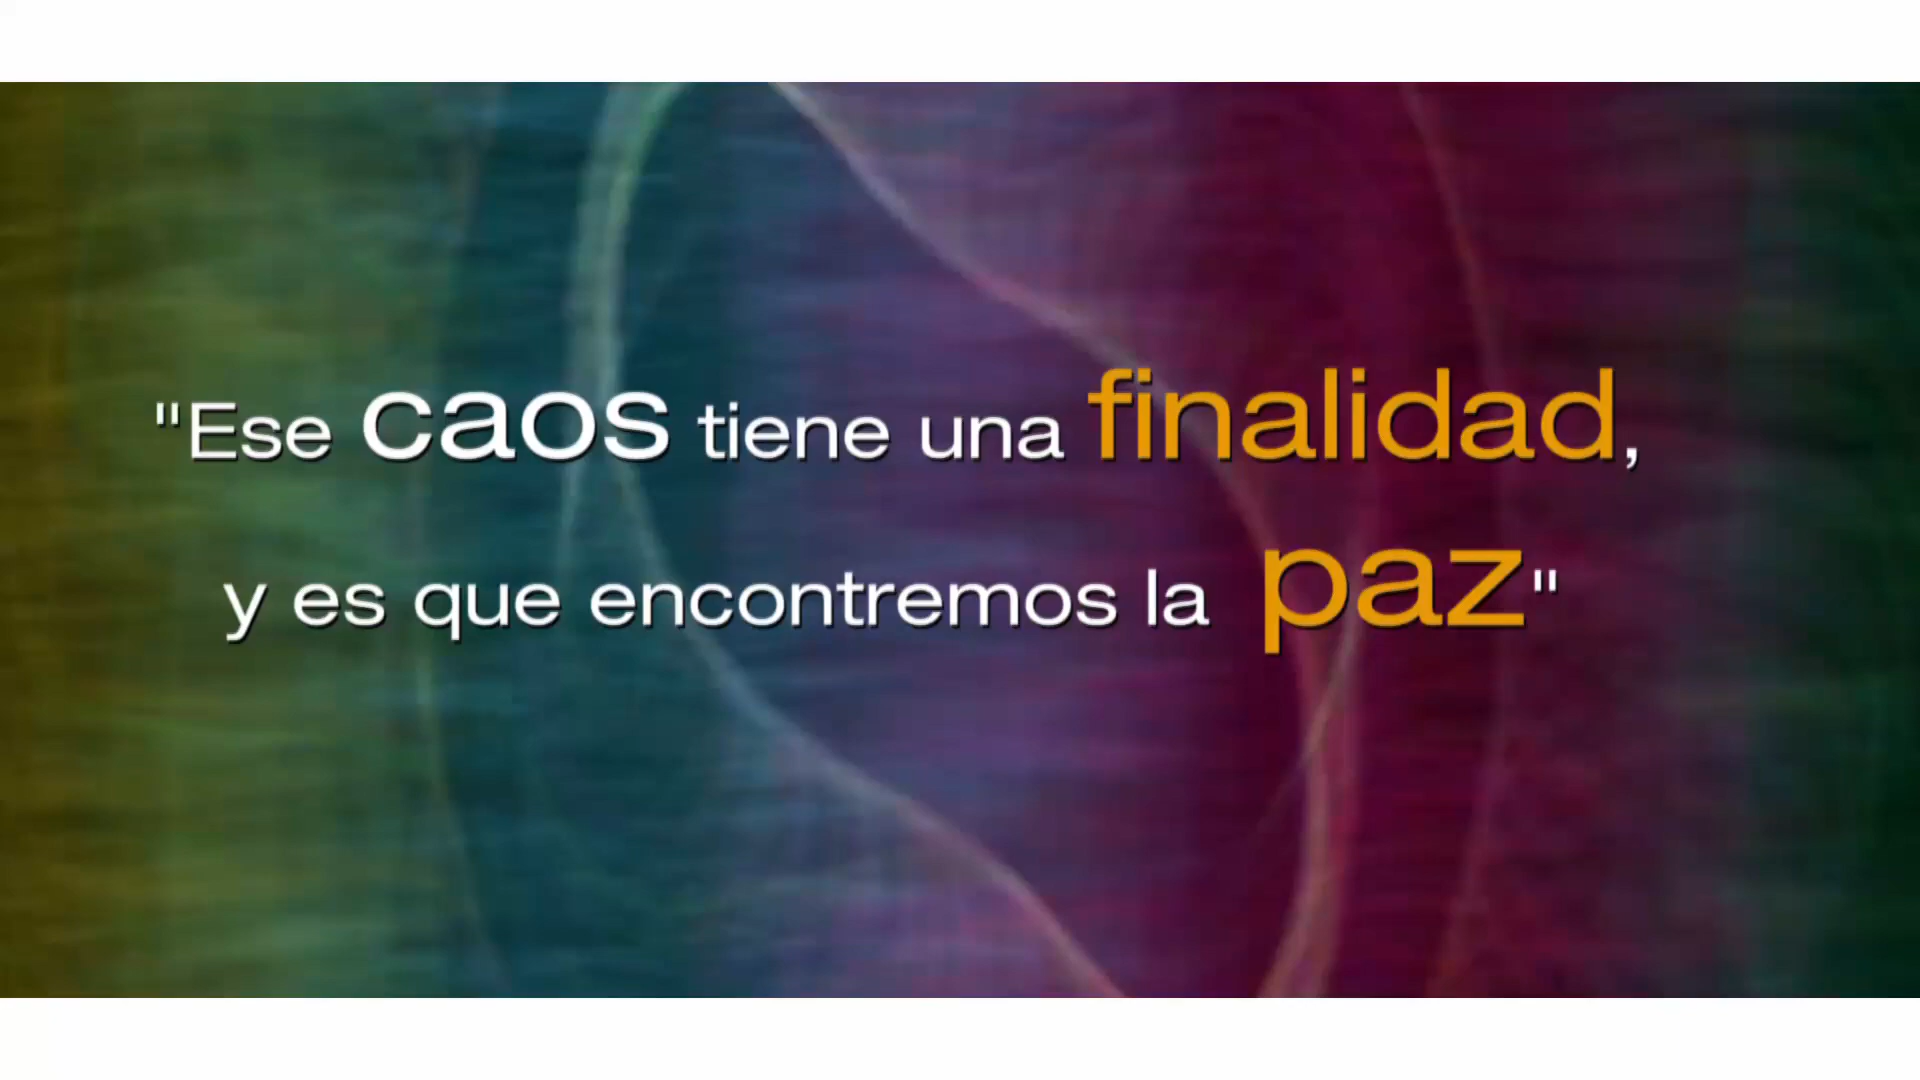 "Ese caos tiene una finalidad,
y es que encontremos la paz"